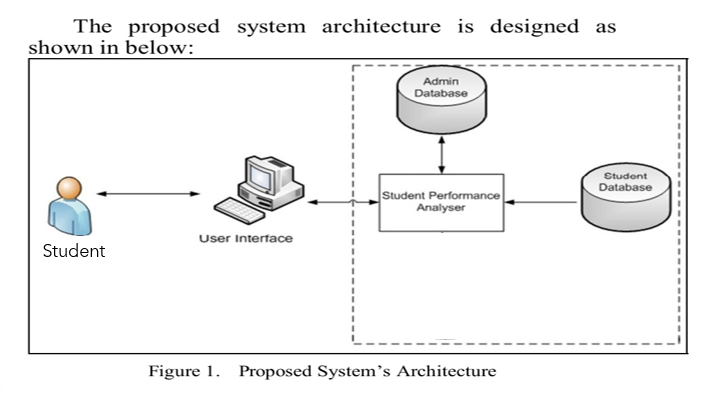 The proposed system architecture is designed as
shown in below:
Admin
Database
Student
Database
Student Performance
Analyser
User Interface
Student
Figure 1. Proposed System's Architecture